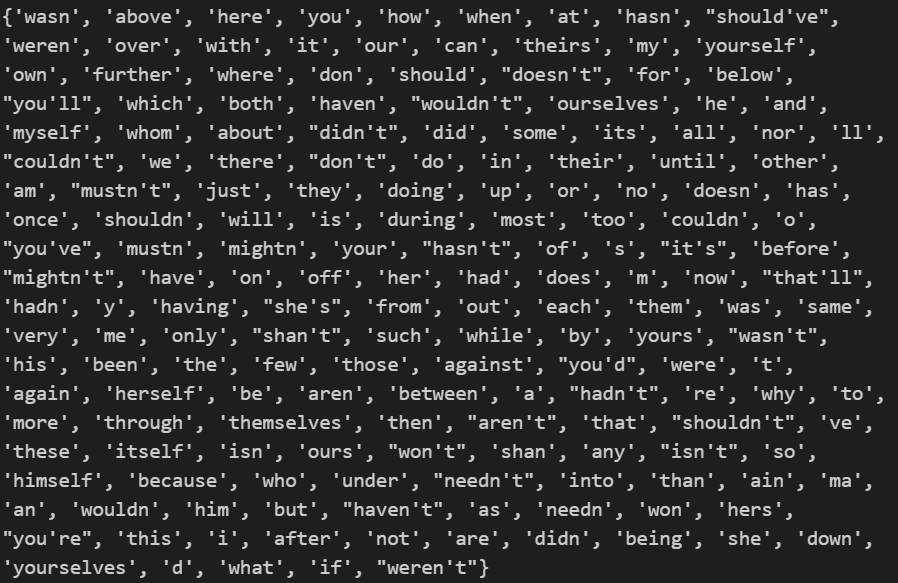 {'wasn', 'above', 'here', 'you', 'how', 'when', 'at', 'hasn', "should've",
'weren', 'over', 'with', 'it', 'our', 'can', 'theirs', 'my', 'yourself',
'own', 'further', 'where', 'don', 'should', "doesn't", 'for', 'below',
"you'll", 'which', 'both', 'haven', "wouldn't", 'ourselves', 'he', 'and',
'myself', 'whom', 'about', "didn't", 'did', 'some', 'its', 'all', 'nor', 'll',
"couldn't", 'we', 'there', "don't", 'do', 'in', 'their', 'until', 'other',
'am', "mustn't", 'just', 'they', 'doing', 'up', 'or', 'no', 'doesn', 'has',
'once', 'shouldn', 'will', 'is', 'during', 'most', 'too', 'couldn', 'o',
"you've", 'mustn', 'mightn', 'your', "hasn't", 'of', 's', "it's", 'before',
"mightn't", 'have', 'on', 'off', 'her', 'had', 'does', 'm', 'now', "that'll",
'hadn', 'y', 'having', "she's", 'from', 'out', 'each', 'them', 'was', 'same',
'very', 'me', 'only', "shan't", 'such', 'while', 'by', 'yours', "wasn't",
'his', 'been', 'the', 'few', 'those', 'against', "you'd", 'were', 't',
'again', 'herself', 'be', 'aren', 'between', 'a', "hadn't", 're', 'why', 'to',
'more', 'through', 'themselves', 'then', "aren't", 'that', "shouldn't", 've',
'these', 'itself', 'isn', 'ours', "won't", 'shan', 'any', "isn't", 'so',
'himself', 'because', 'who', 'under', "needn't", 'into', 'than', 'ain', 'ma',
'an', 'wouldn', 'him', 'but', "haven't", 'as', 'needn', 'won', 'hers',
"you're", 'this', 'i', 'after', 'not', 'are', 'didn', 'being', 'she', 'down',
'yourselves', 'd', 'what', 'if', "weren't"}